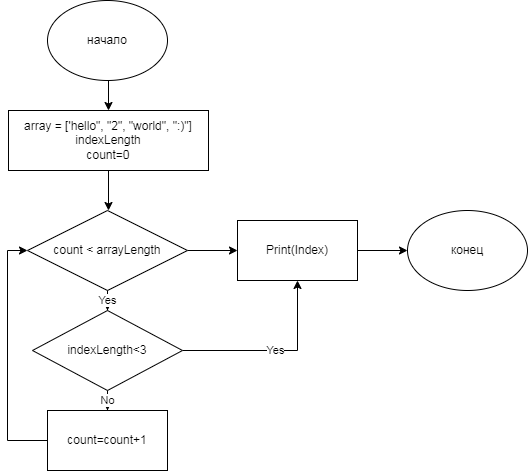 начало
array = ['hello", "2", "world", ":)"]
indexLength
count=0
count < arrayLength
Print(Index)
конец
Yes
indexLength<3
Yes
No
count=count+1